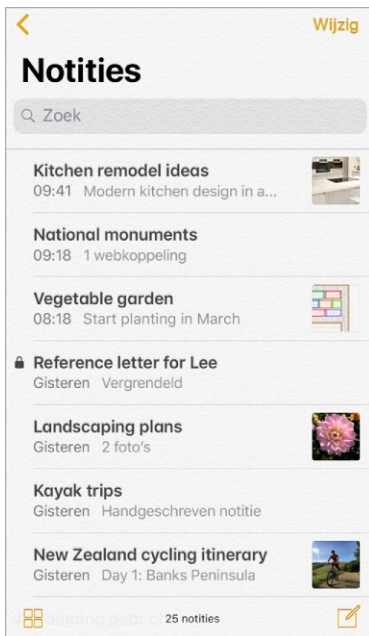 Wijzig
Notities
Zoek
Kitchen remodel ideas
09:41 Modern kitchen design in a...
National monuments
09:18 1 webkoppeling
Vegetable garden
08:18 Start planting in March
Reference letter for Lee
Gisteren Vergrendeld
Landscaping plans
Gisteren 2 foto's
Kayak trips
Gisteren Handgeschreven notitie
New Zealand cycling itinerary
Gisteren Day 1: Banks Peninsula
25 notities